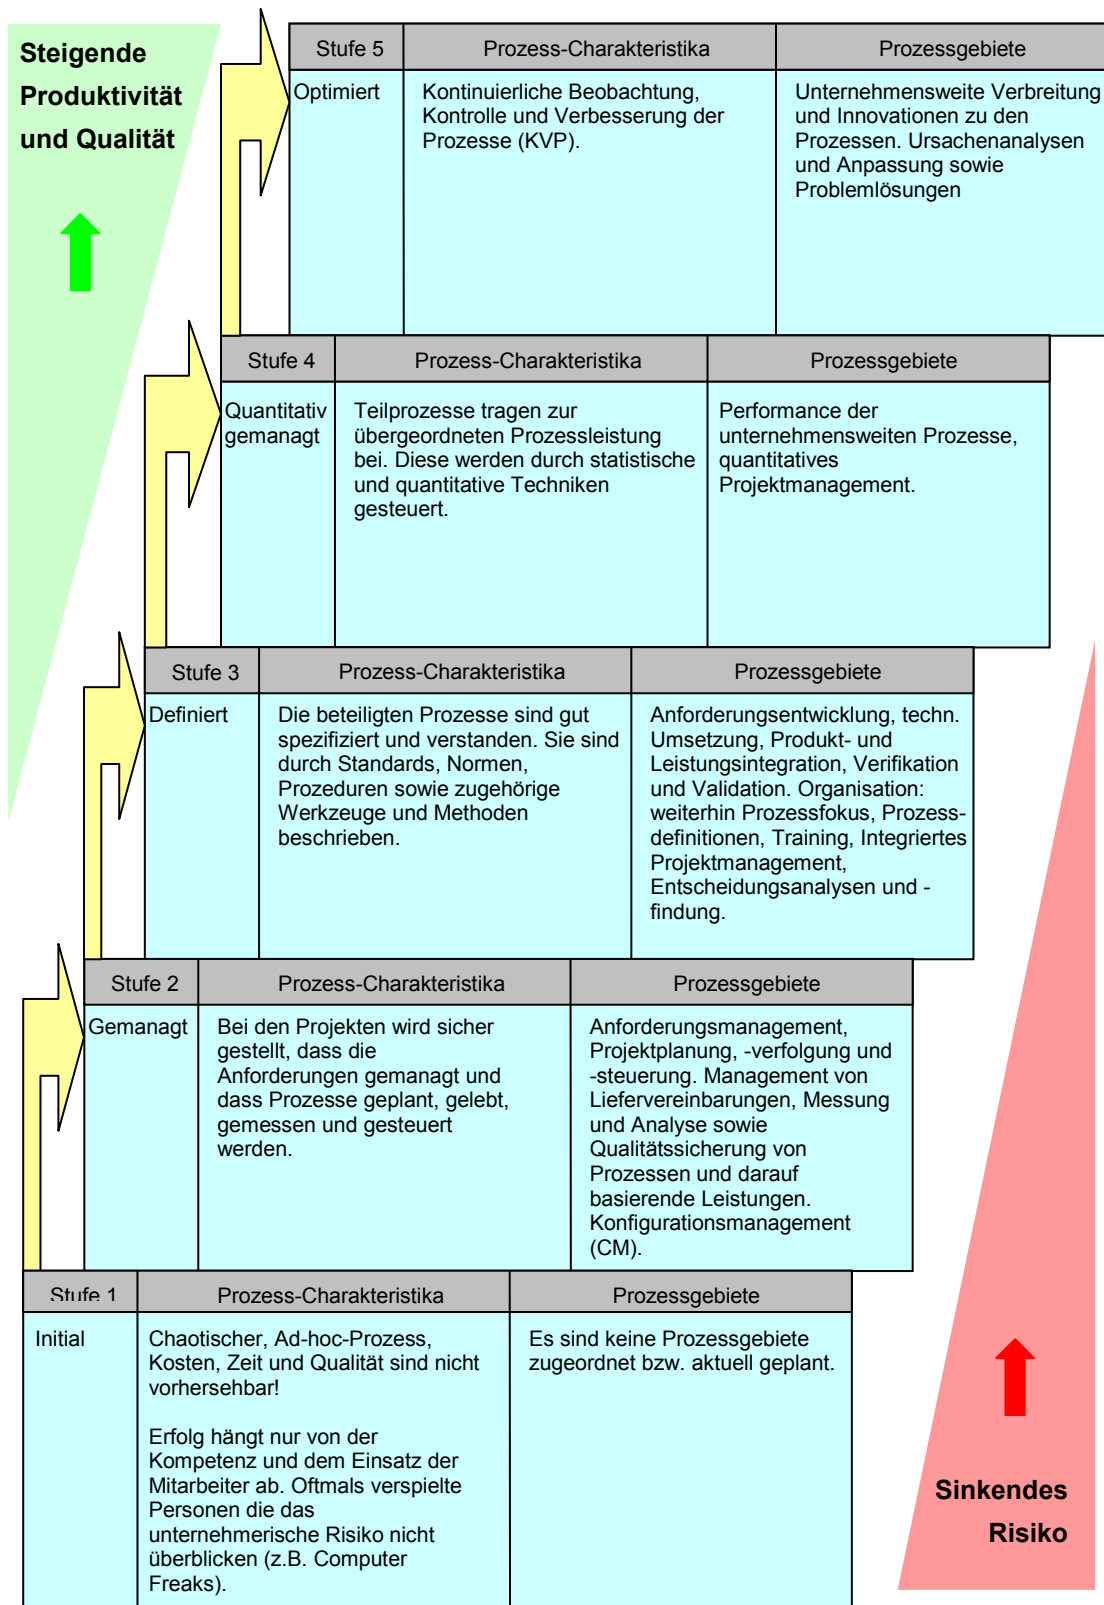 Steigende
Produktivität
und Qualität
Stufe 5
Prozess-Charakteristika
Prozessgebiete
Optimiert
Kontinuierliche Beobachtung,
Kontrolle und Verbesserung der
Prozesse (KVP).
Unternehmensweite Verbreitung
und Innovationen zu den
Prozessen. Ursachenanalysen
und Anpassung sowie
Problemlösungen
Stufe 4
Prozess-Charakteristika
Prozessgebiete
Quantitativ
gemanagt
Teilprozesse tragen zur
übergeordneten Prozessleistung
bei. Diese werden durch statistische
und quantitative Techniken
gesteuert.
Performance der
unternehmensweiten Prozesse,
quantitatives
Projektmanagement.
Stufe 3
Prozess-Charakteristika
Prozessgebiete
Definiert
Die beteiligten Prozesse sind gut
spezifiziert und verstanden. Sie sind
durch Standards, Normen,
Prozeduren sowie zugehörige
Werkzeuge und Methoden
beschrieben.
Anforderungsentwicklung, techn.
Umsetzung, Produkt- und
Leistungsintegration, Verifikation
und Validation. Organisation:
weiterhin Prozessfokus, Prozess-
definitionen, Training, Integriertes
Projektmanagement,
Entscheidungsanalysen und -
findung.
Stufe 2
Prozess-Charakteristika
Prozessgebiete
Gemanagt
Bei den Projekten wird sicher
gestellt, dass die
Anforderungen gemanagt und
dass Prozesse geplant, gelebt,
gemessen und gesteuert
werden.
Anforderungsmanagement,
Projektplanung, -verfolgung und
-steuerung. Management von
Liefervereinbarungen, Messung
und Analyse sowie
Qualitätssicherung von
Prozessen und darauf
basierende Leistungen.
Konfigurationsmanagement
(CM).
Stufe 1
Prozess-Charakteristika
Prozessgebiete
Initial
Chaotischer, Ad-hoc-Prozess,
Kosten, Zeit und Qualität sind nicht
vorhersehbar!
Erfolg hängt nur von der
Kompetenz und dem Einsatz der
Mitarbeiter ab. Oftmals verspielte
Personen die das
unternehmerische Risiko nicht
überblicken (z.B. Computer
Freaks).
Es sind keine Prozessgebiete
zugeordnet bzw. aktuell geplant.
Sinkendes
Risiko